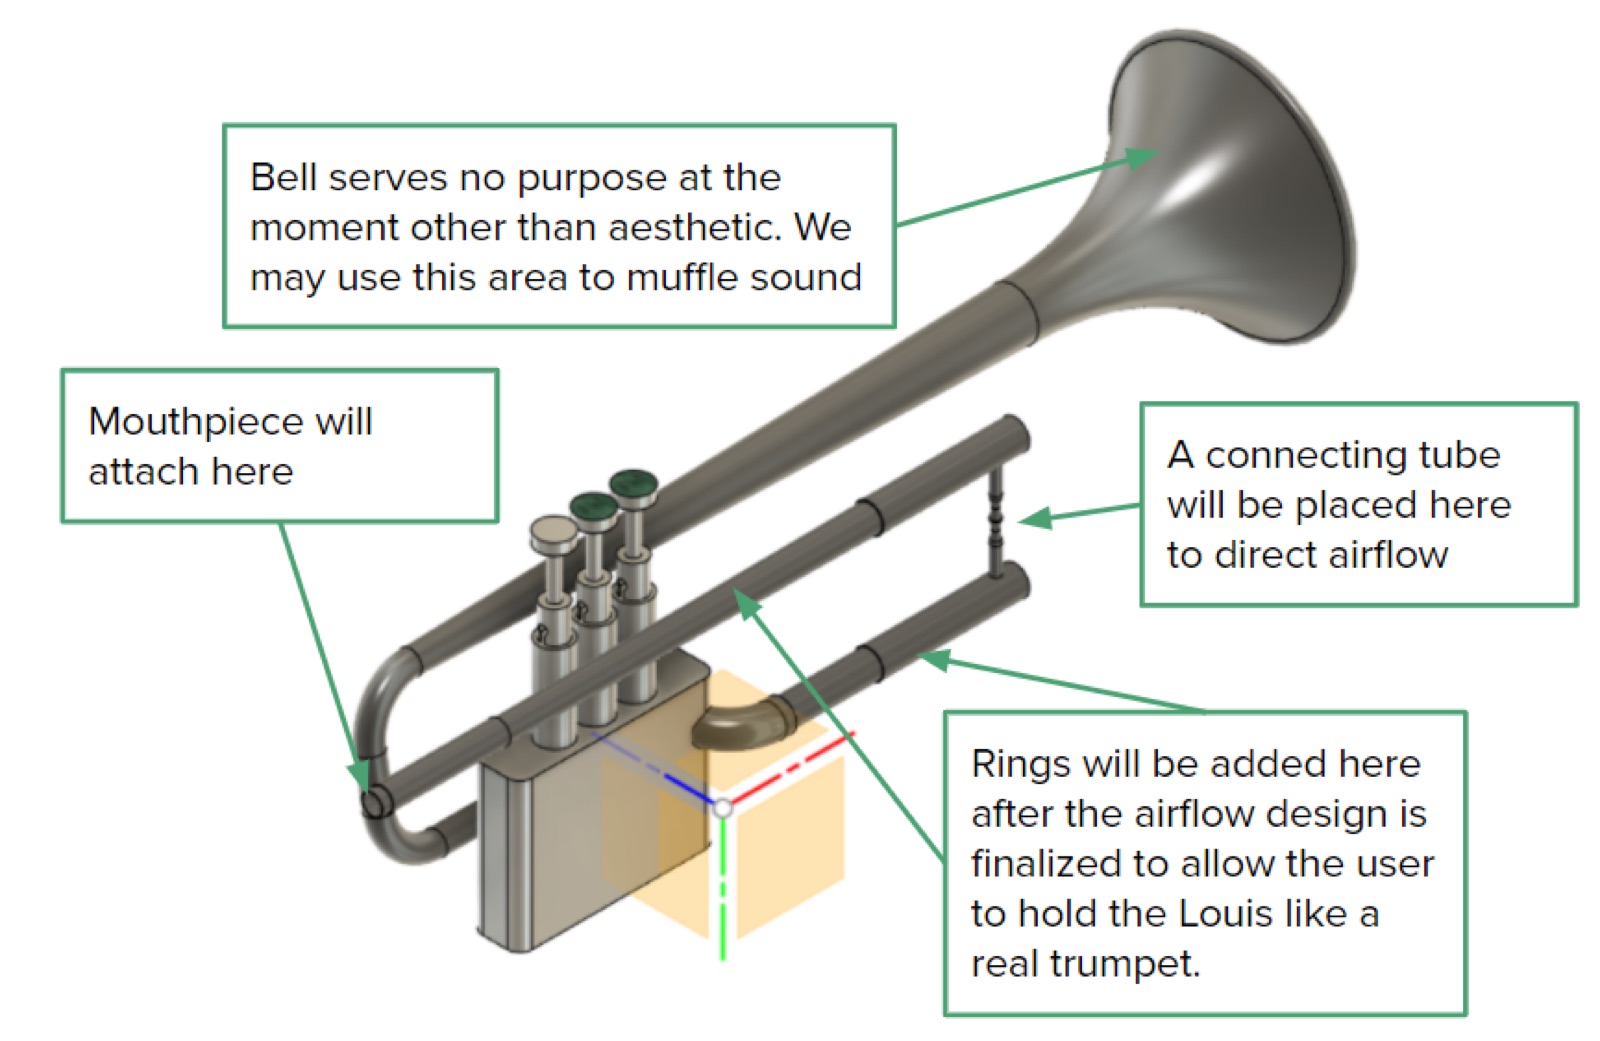 Bell serves no purpose at the
moment other than aesthetic. We
may use this area to muffle sound
Mouthpiece will
attach here
A connecting tube
will be placed here
to direct airflow
Rings will be added here
after the airflow design is
finalized to allow the user
to hold the Louis like a
real trumpet.